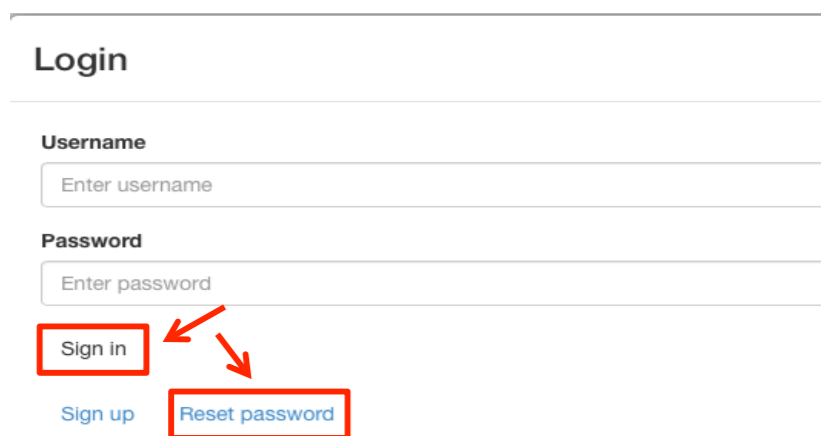 Login
Username
Enter username
Password
Enter password
Sign in
Sign up Reset password